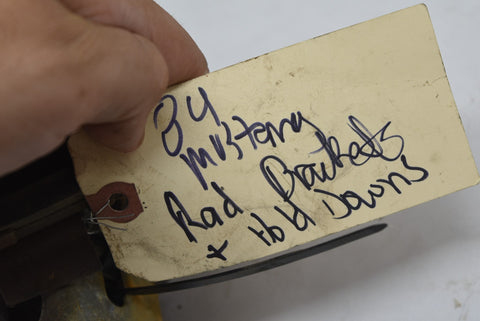 84
mustang
Rad Brackets
+ Hold Downs